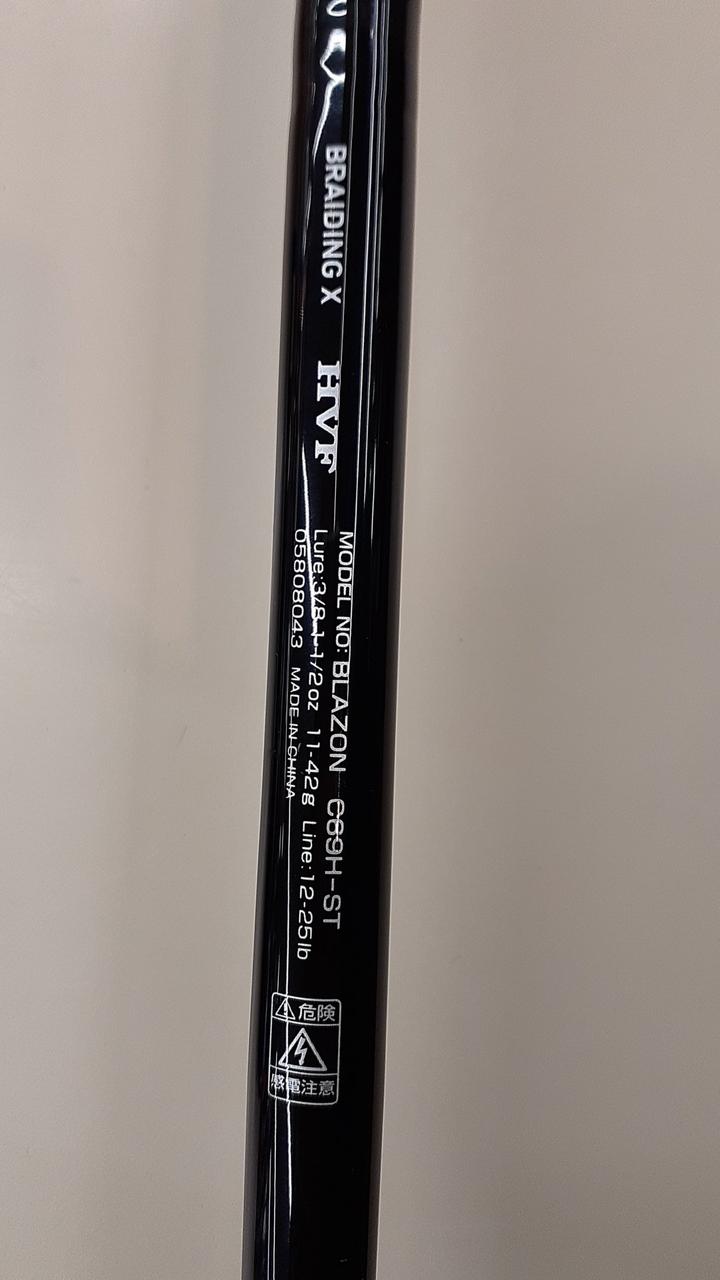 BRAIDING X
HVF
MODEL NO: BLAZON C69H-ST
Lure:3/8-1-1/2oz 11-42g Line:12-25lb
05808043 MADE IN CHINA
危険
感電注意